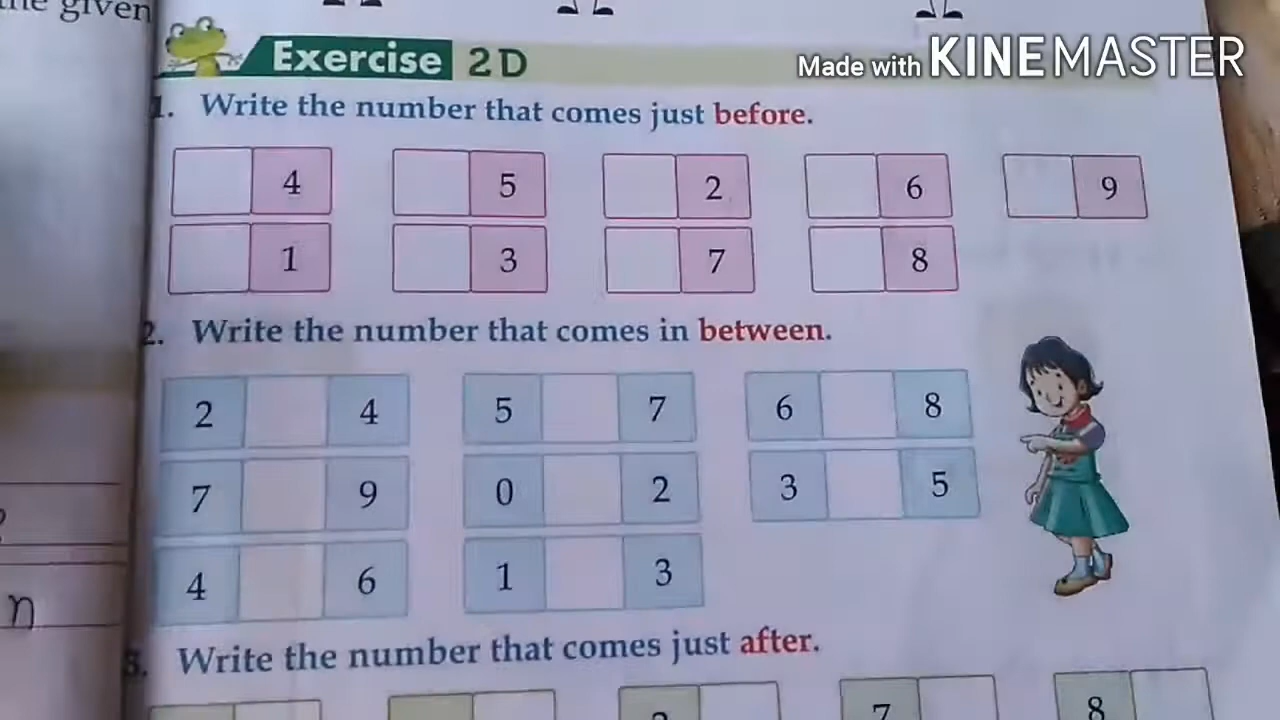 he given
Exercise 2 D
Made with KINEMASTER
1. Write the number that comes just before.
4 5 2 6 9
1 3 7 8
2. Write the number that comes in between.
2 4 5 7 6 8
7 9 0 2 3 5
4 6 1 3
n
3. Write the number that comes just after.
7 8